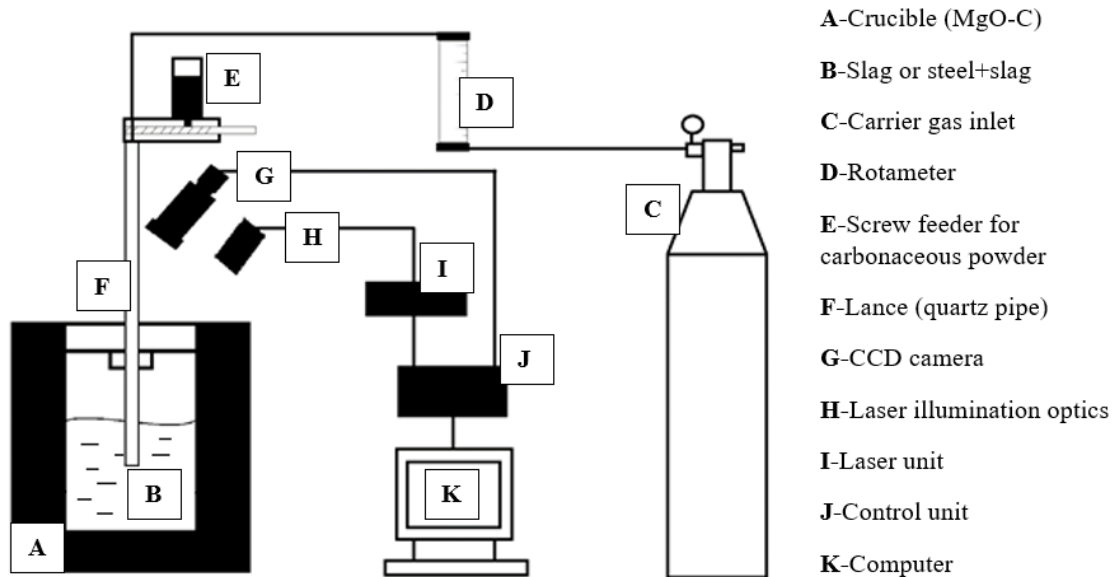 E
D
G
C
H
I
F
J
B
K
A
A-Crucible (MgO-C)
B-Slag or steel+slag
C-Carrier gas inlet
D-Rotameter
E-Screw feeder for
carbonaceous powder
F-Lance (quartz pipe)
G-CCD camera
H-Laser illumination optics
I-Laser unit
J-Control unit
K-Computer